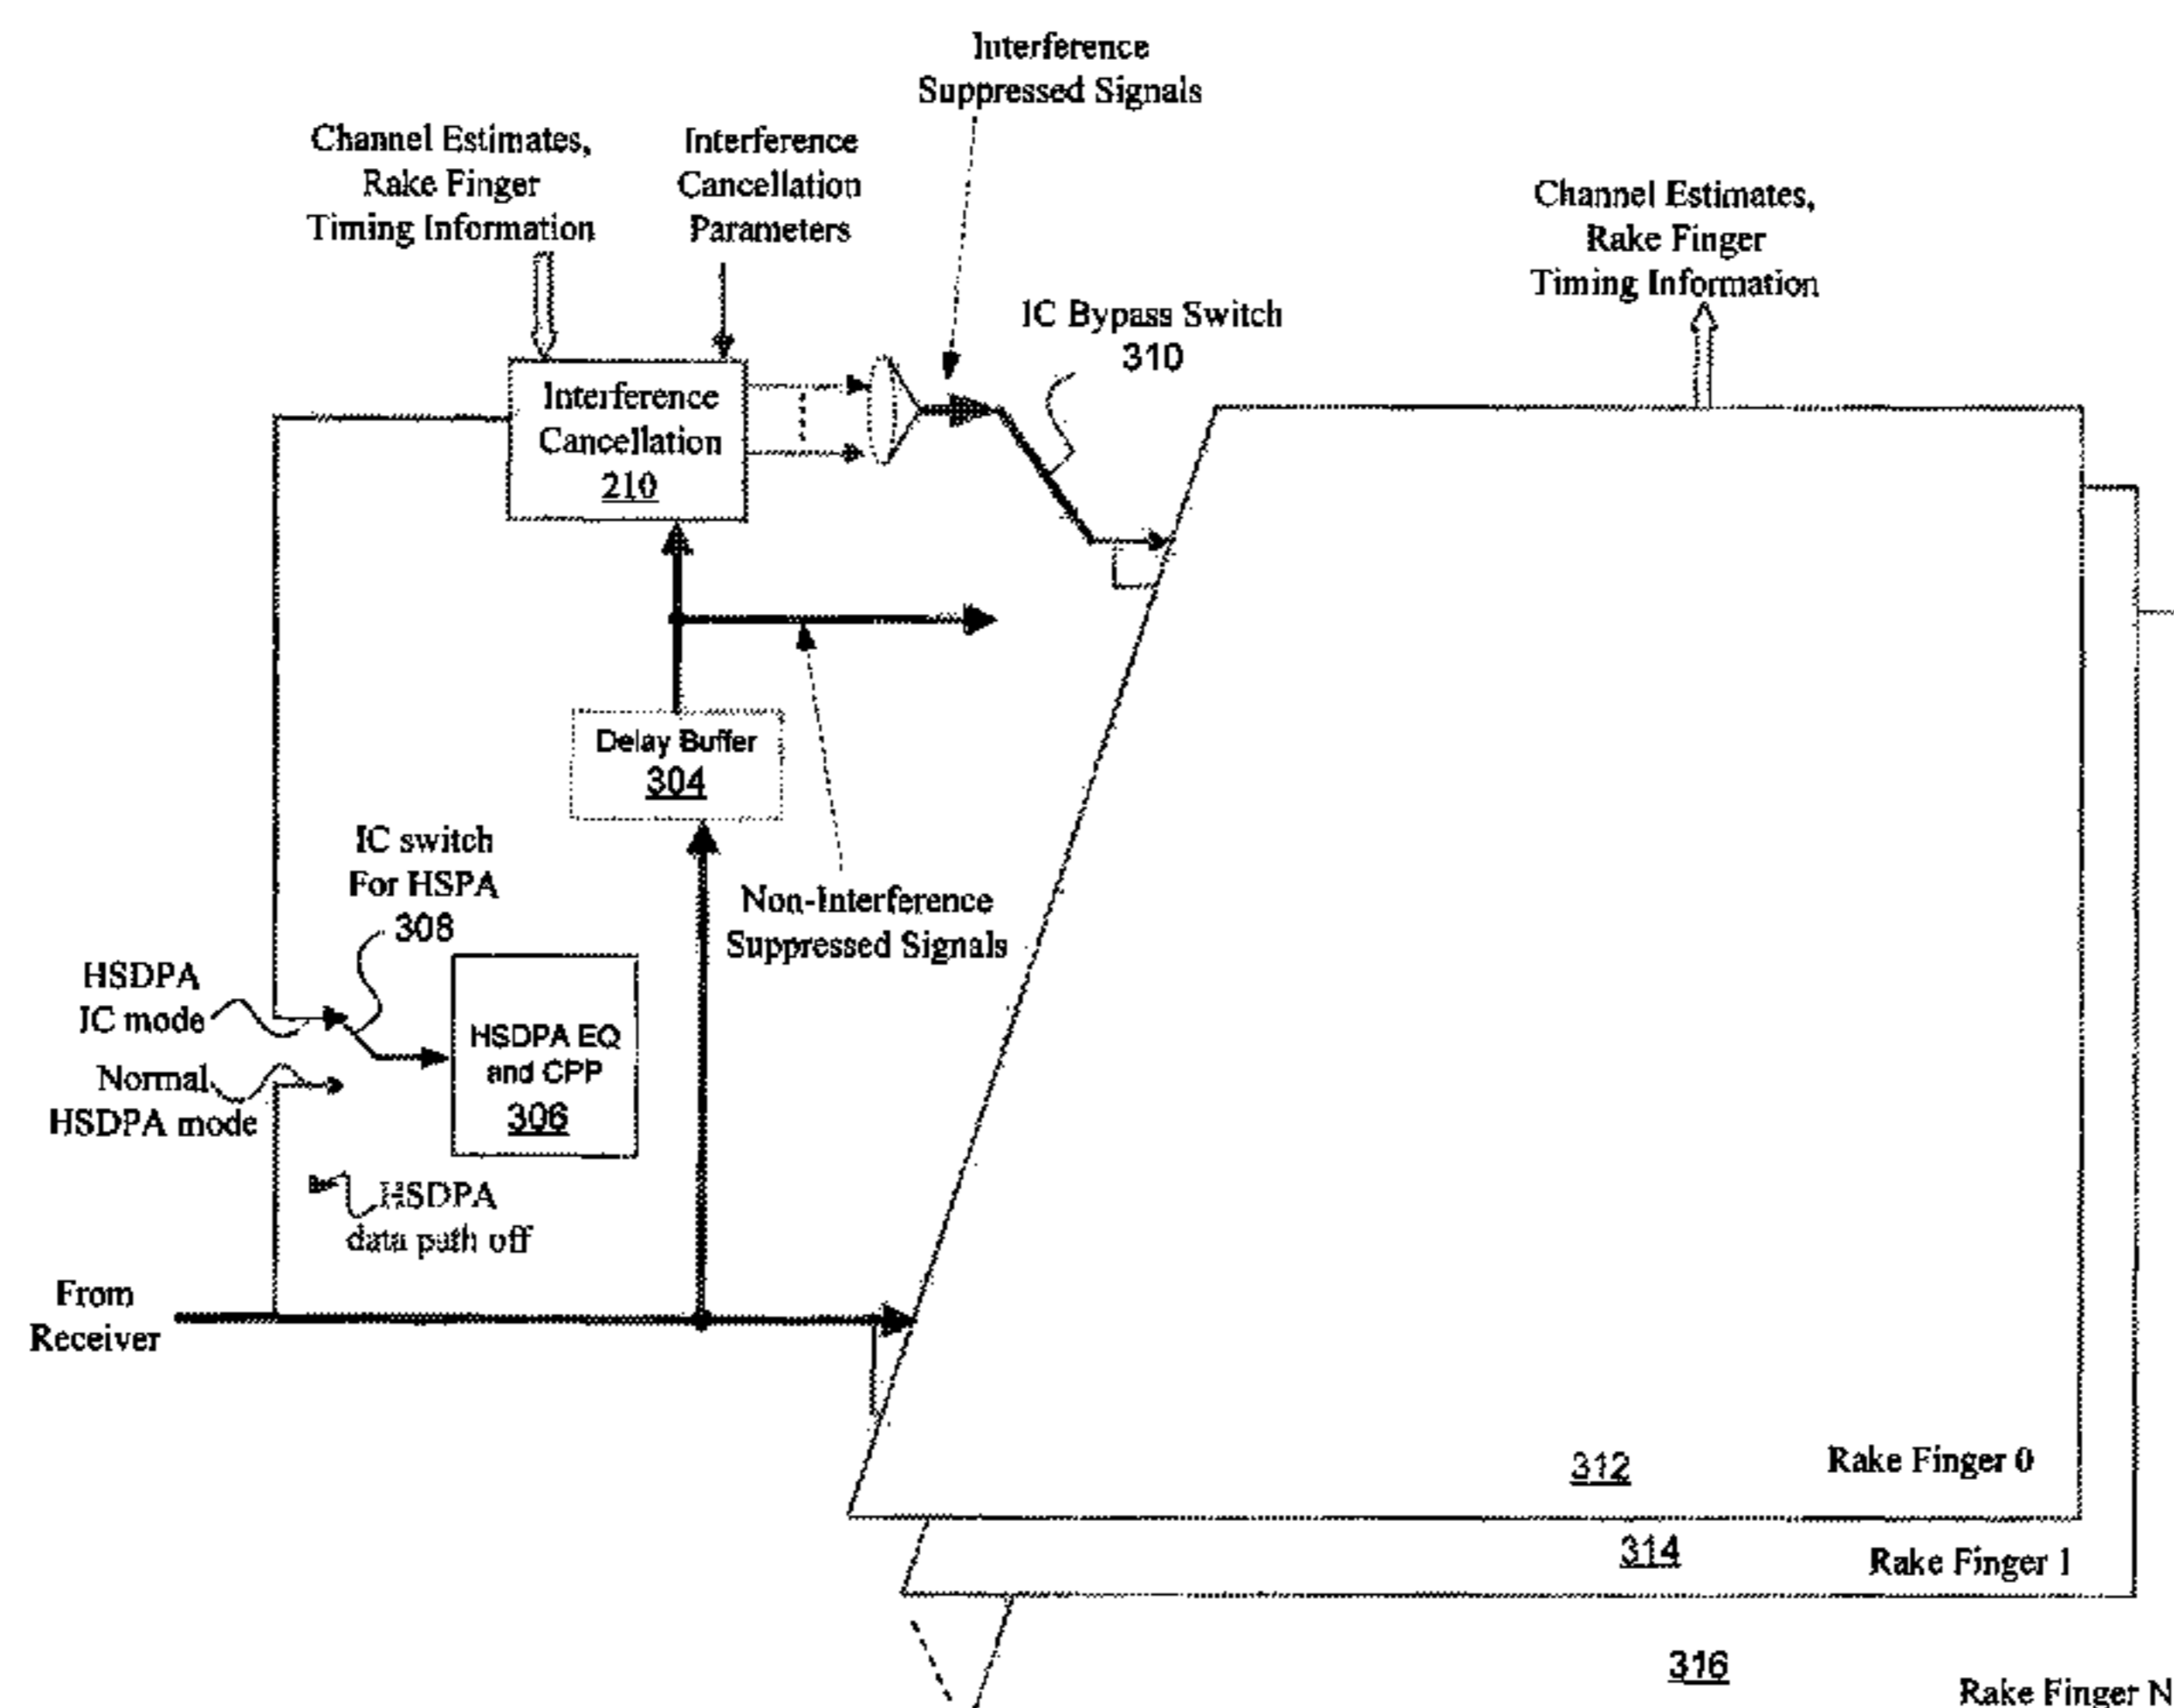 Interference
Suppressed Signals
Channel Estimates,
Rake Finger
Timing Information
Interference
Cancellation
Parameters
Channel Estimates,
Rake Finger
Timing Information
IC Bypass Switch
310
Interference
Cancellation
210
Delay Buffer
304
IC switch
For HSPA
308
Non-Interference
Suppressed Signals
HSDPA
IC mode
Normal
HSDPA mode
HSDPA EQ
and CPP
306
HSDPA
data path off
From
Receiver
312 Rake Finger 0
314 Rake Finger 1
316
Rake Finger N